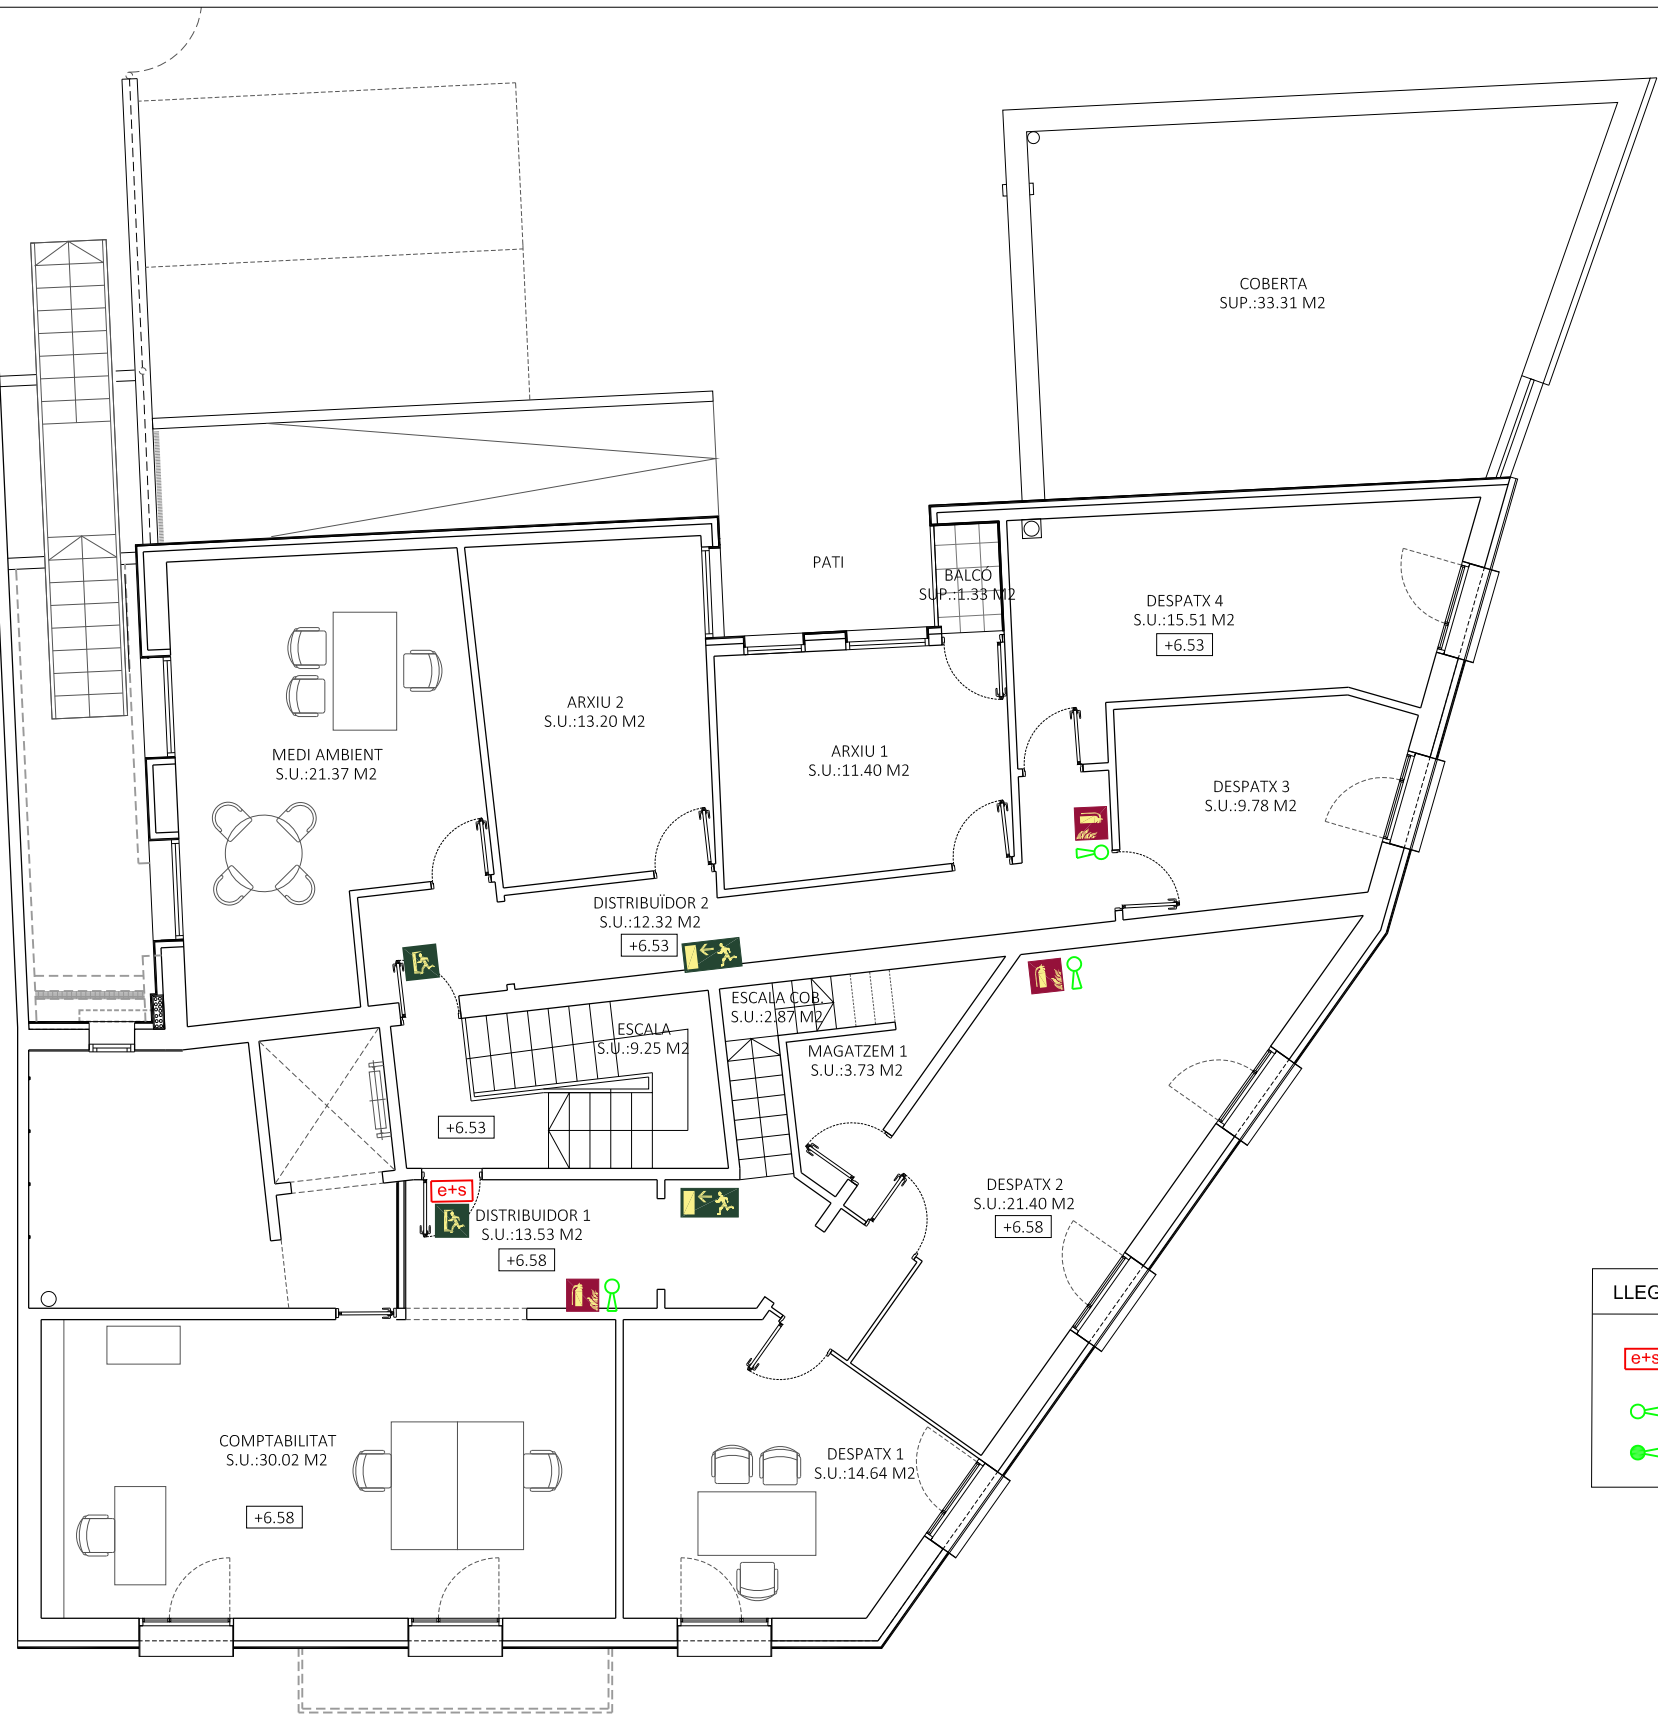 COBERTA
SUP.:33.31 M2
PATI
BALCÓ
SUP.:1.33 M2
DESPATX 4
S.U.:15.51 M2
+6.53
ARXIU 2
S.U.:13.20 M2
MEDI AMBIENT
S.U.:21.37 M2
ARXIU 1
S.U.:11.40 M2
DESPATX 3
S.U.:9.78 M2
DISTRIBUÏDOR 2
S.U.:12.32 M2
+6.53
ESCALA COB.
S.U.:2.87 M2
ESCALA
S.U.:9.25 M2
MAGATZEM 1
S.U.:3.73 M2
+6.53
e+s
DESPATX 2
S.U.:21.40 M2
+6.58
DISTRIBUIDOR 1
S.U.:13.53 M2
+6.58
LLEG
e+s
COMPTABILITAT
S.U.:30.02 M2
+6.58
DESPATX 1
S.U.:14.64 M2